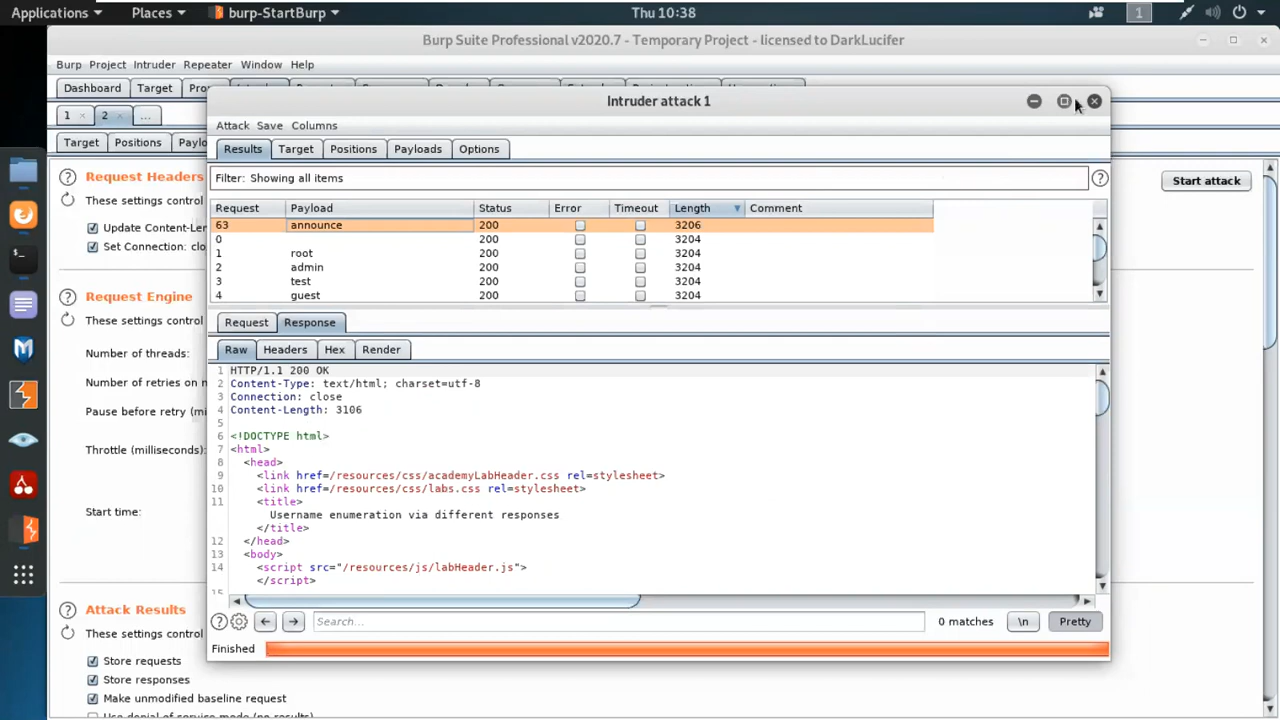 Applications Places burp-StartBurp Thu 10:38 1
Burp Suite Professional v2020.7 - Temporary Project - licensed to DarkLucifer
Burp Project Intruder Repeater Window Help
Dashboard Target
1 × 2 × ...
Target Positions
Request Headers
These settings control
Update Content-Len
Set Connection: clo
Request Engine
These settings control
Number of threads:
Number of retries on n
Pause before retry (mi
Throttle (milliseconds):
Start time:
Attack Results
These settings control
Store requests
Store responses
Make unmodified baseline request
Use denial of service mode (no results)
Start attack
Intruder attack 1
Attack Save Columns
Results Target Positions Payloads Options
Filter: Showing all items ?
Request Payload Status Error Timeout Length Comment
63 announce 200 3206
0 200 3204
1 root 200 3204
2 admin 200 3204
3 test 200 3204
4 guest 200 3204
Request Response
Raw Headers Hex Render
1 HTTP/1.1 200 OK
2 Content-Type: text/html; charset=utf-8
3 Connection: close
4 Content-Length: 3106
5
6 <!DOCTYPE html>
7 <html>
8 <head>
9 <link href=/resources/css/academyLabHeader.css rel=stylesheet>
10 <link href=/resources/css/labs.css rel=stylesheet>
11 <title>
Username enumeration via different responses
</title>
12 </head>
13 <body>
14 <script src="/resources/js/labHeader.js">
</script>
15
? Search... 0 matches \n Pretty
Finished